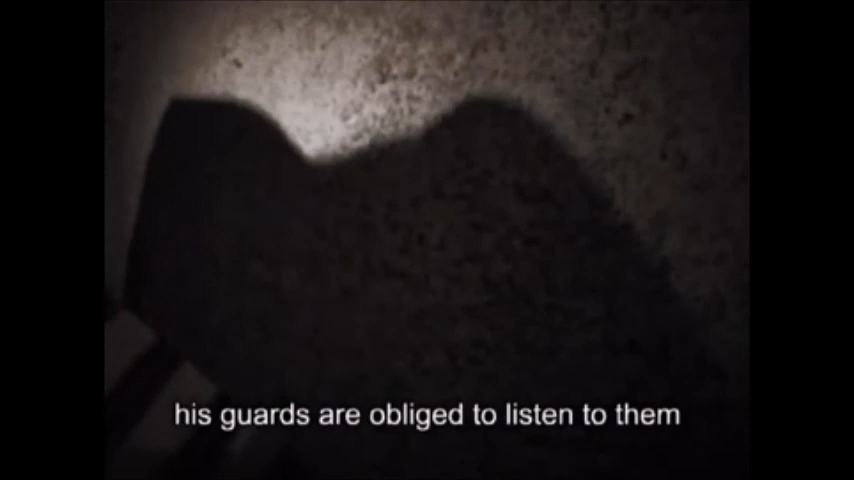 his guards are obliged to listen to them